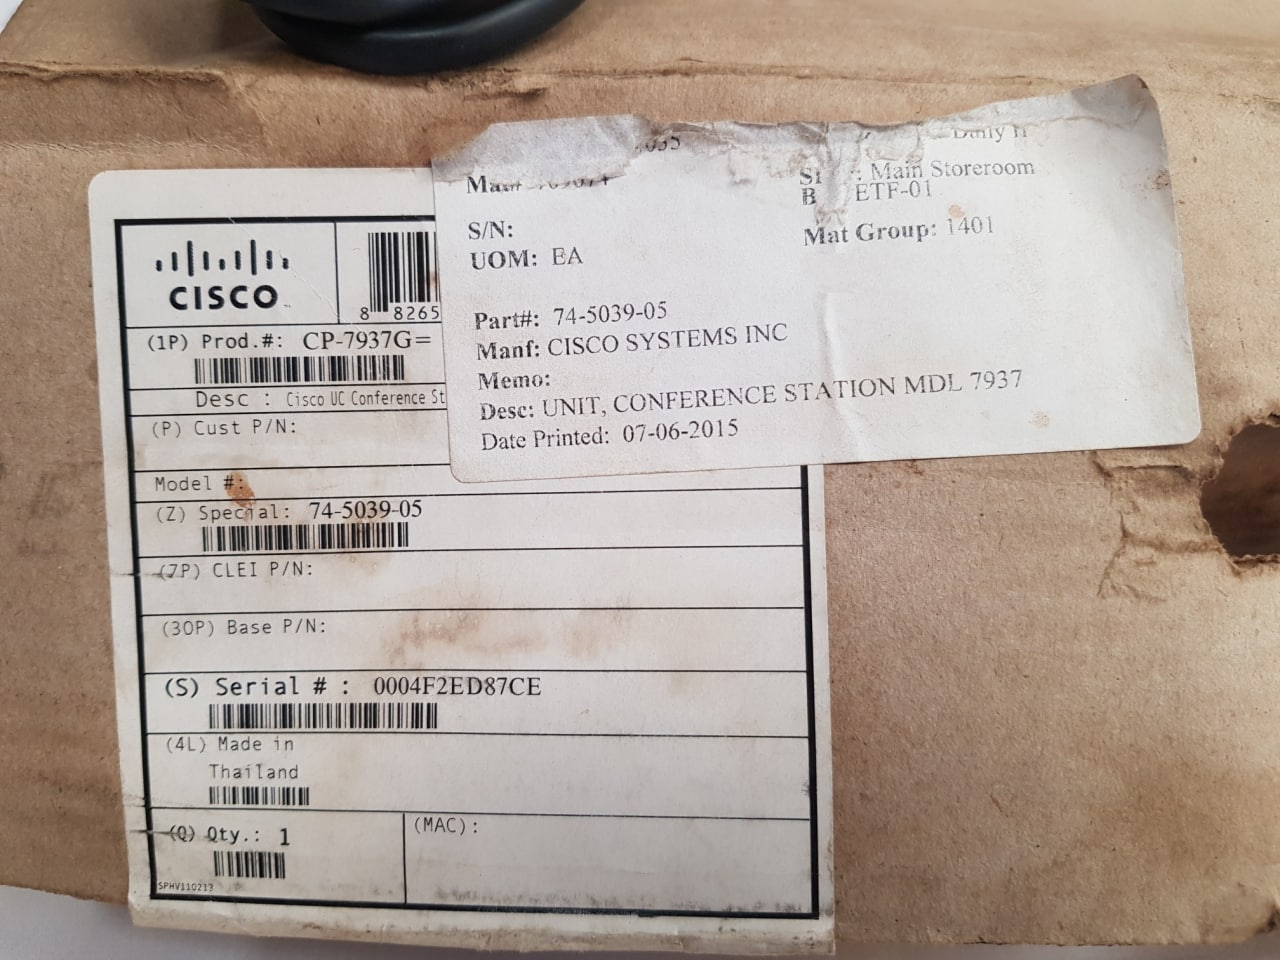 CISCO
8 8265
(1P) Prod.#: CP-7937G=
Desc : Cisco UC Conference St
(P) Cust P/N:
Model #:
(Z) Special: 74-5039-05
(7P) CLEI P/N:
(30P) Base P/N:
(S) Serial # : 0004F2ED87CE
(4L) Made in
Thailand
(Q) Qty.: 1
(MAC):
SPHV110213
Daily
: Main Storeroom
ETF-01
S/N:
Mat Group: 1401
UOM: EA
Part#: 74-5039-05
Manf: CISCO SYSTEMS INC
Memo:
Desc: UNIT, CONFERENCE STATION MDL 7937
Date Printed: 07-06-2015